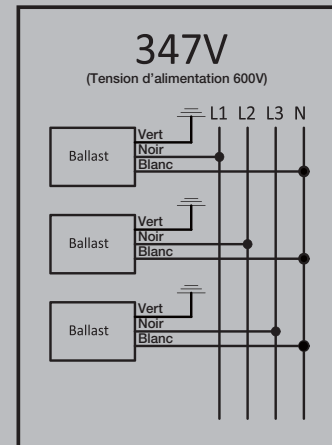 347V
(Tension d'alimentation 600V)
L1 L2 L3 N
Vert
Noir
Blanc
Ballast
Vert
Noir
Blanc
Ballast
Vert
Noir
Blanc
Ballast